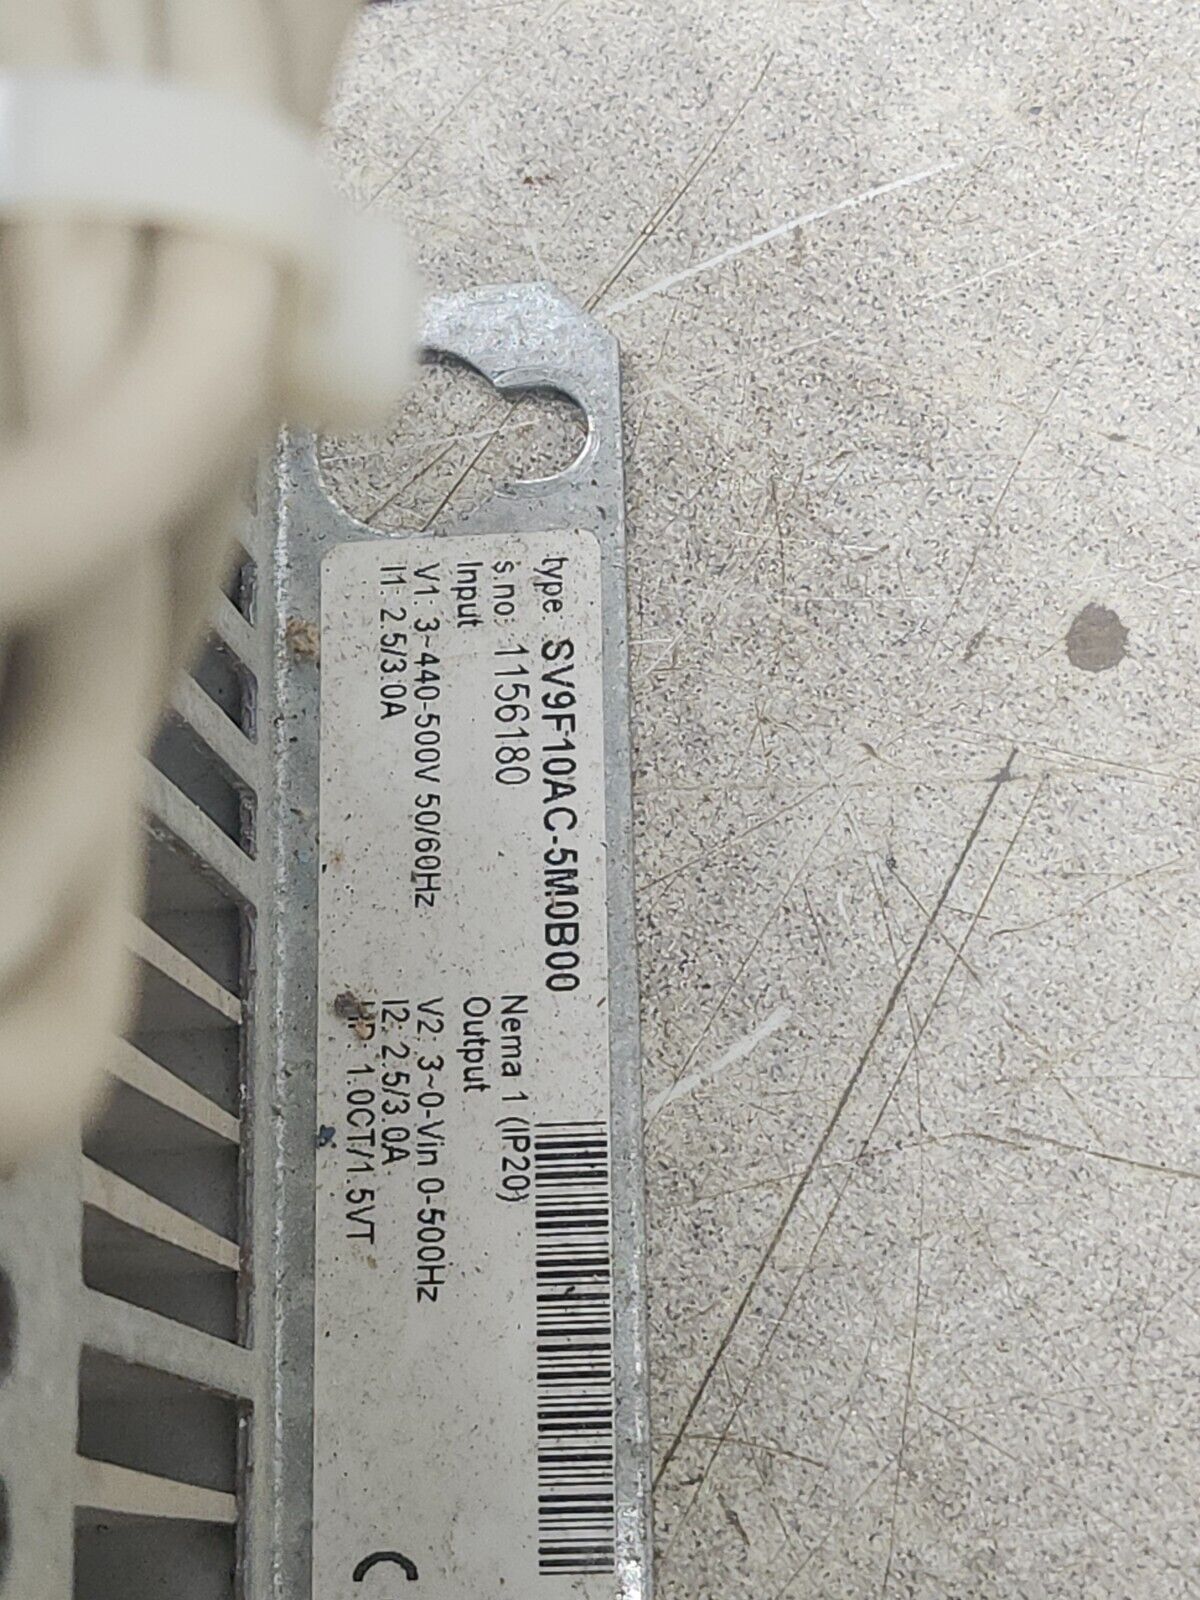 type: SV9F10AC-5M0B00
s.no: 1156180
Nema 1 (IP20)
Input
Output
V1: 3~440-500V 50/60Hz
V2: 3~0-Vin 0-500Hz
I1: 2.5/3.0A
I2: 2.5/3.0A
HP: 1.0CT/1.5VT
C